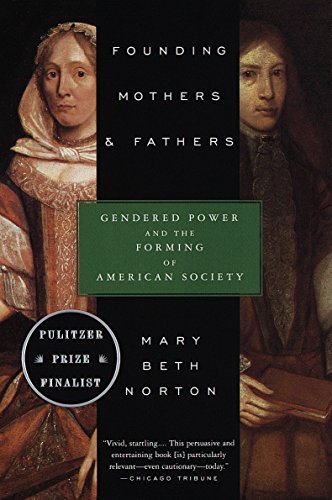 FOUNDING
MOTHERS
& FATHERS
GENDERED POWER
AND THE
FORMING
OF
AMERICAN SOCIETY
PULITZER
PRIZE
FINALIST
MARY
BETH
NORTON
"Vivid, startling.... This persuasive and
entertaining book [is] particularly
relevant—even cautionary—today."
—CHICAGO TRIBUNE